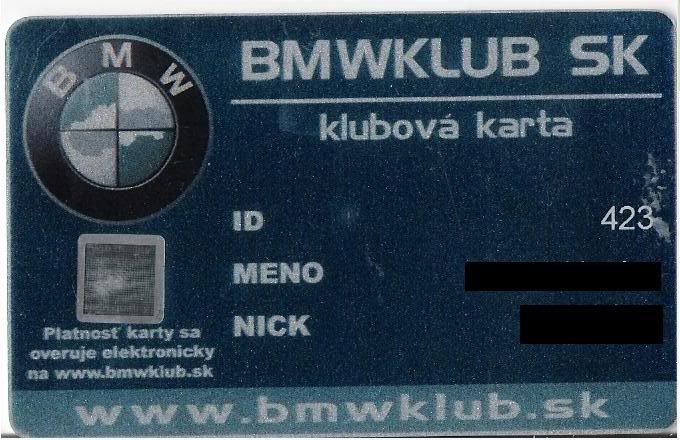 BMW
BMWKLUB SK
klubová karta
ID 423
MENO
NICK
Platnosť karty sa
overuje elektronicky
na www.bmwklub.sk
www.bmwklub.sk